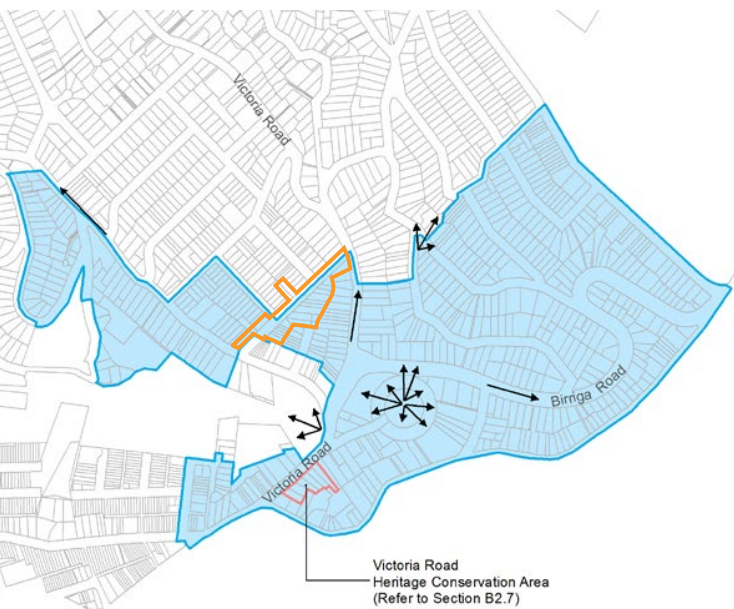 Victoria Road
Birriga Road
Victoria Road
Victoria Road
Heritage Conservation Area
(Refer to Section B2.7)